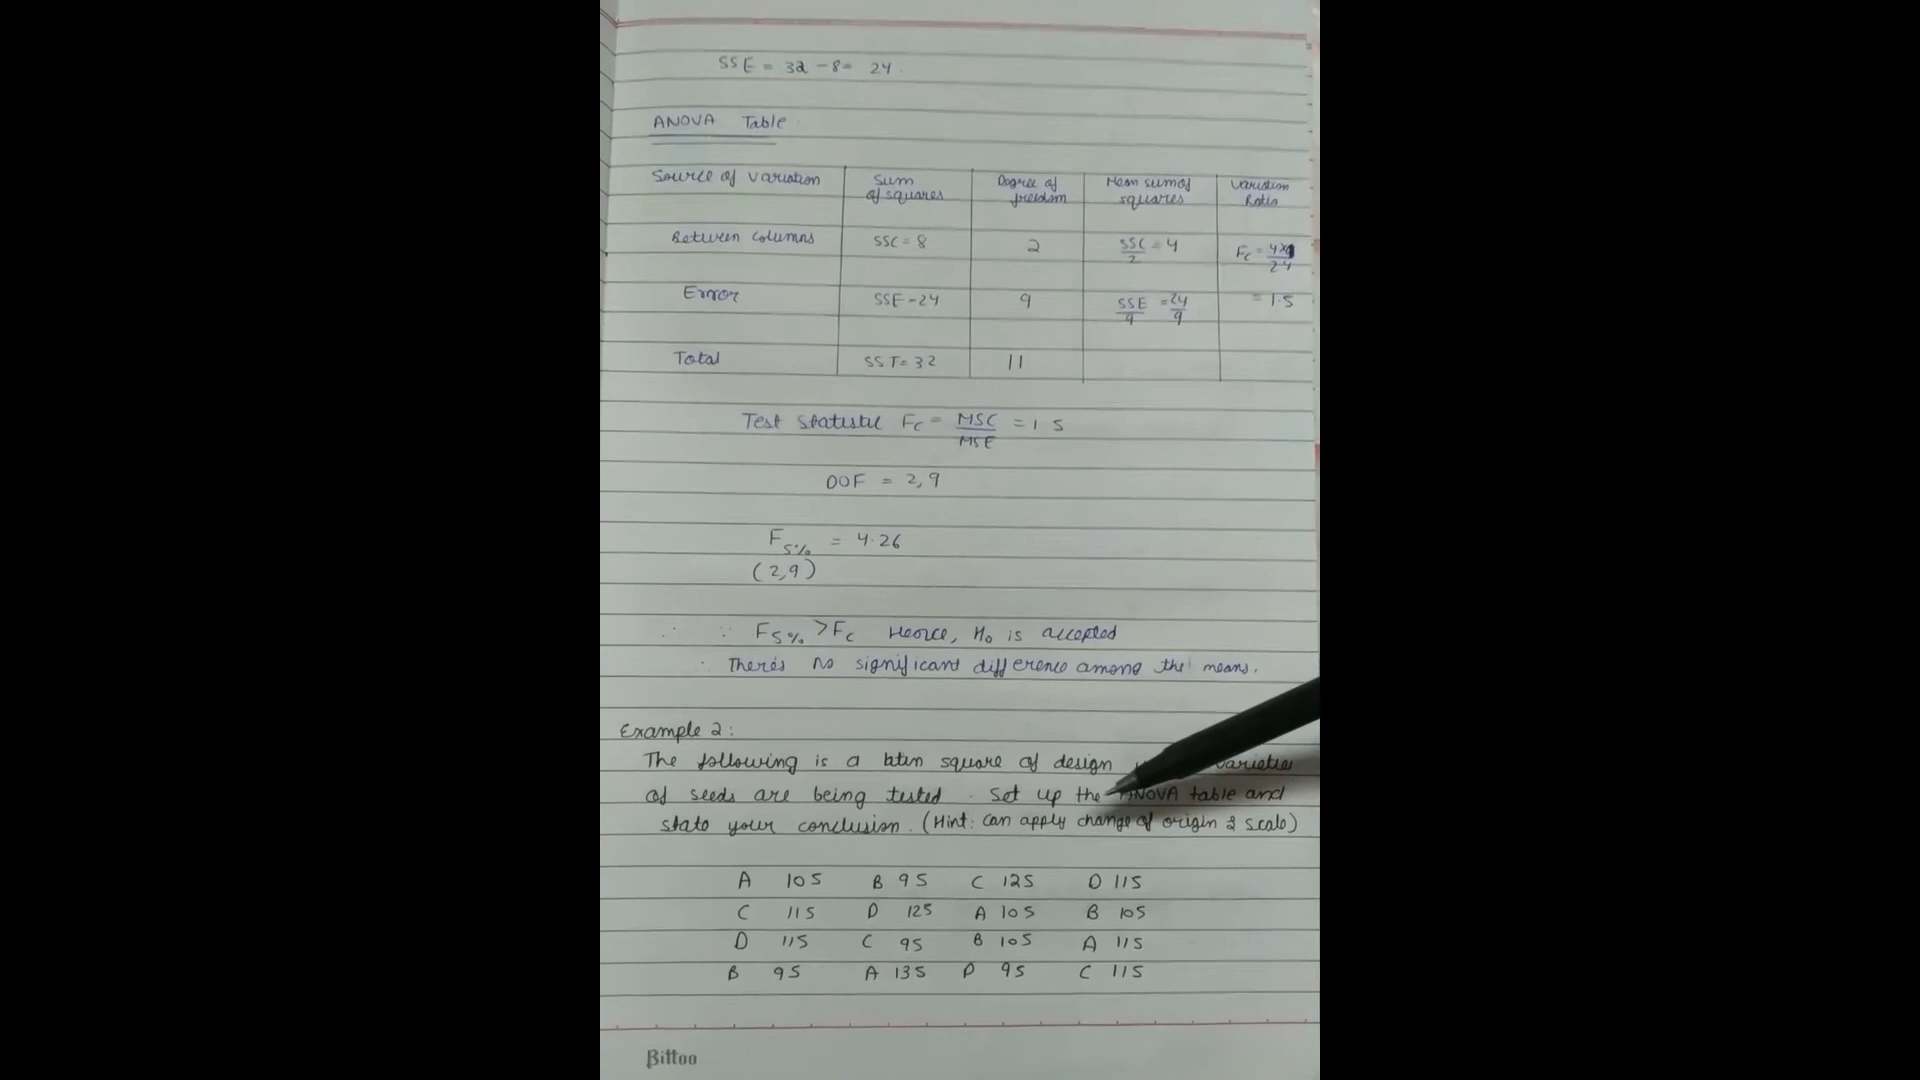 SSE = 32 - 8 = 24.
ANOVA Table
Source of Variation Sum of squares Degree of freedom Mean sum of squares Variation Ratio
Between Columns SSC = 8 2 SSC/2 = 4 Fc = 4x9/24
Error SSE = 24 9 SSE/9 = 24/9 = 1.5
Total SST = 32 11
Test Statistic Fc = MSC/MSE = 1.5
DOF = 2,9
F5% = 4.26
(2,9)
∴ ∵ F5% > Fc Hence, H0 is accepted
∴ There's no significant difference among the means.
Example 2:
The following is a latin square of design varieties
of seeds are being tested. Set up the ANOVA table and
state your conclusion. (Hint: can apply change of origin & scale)
A 105 B 95 C 125 D 115
C 115 D 125 A 105 B 105
D 115 C 95 B 105 A 115
B 95 A 135 D 95 C 115
Bittoo